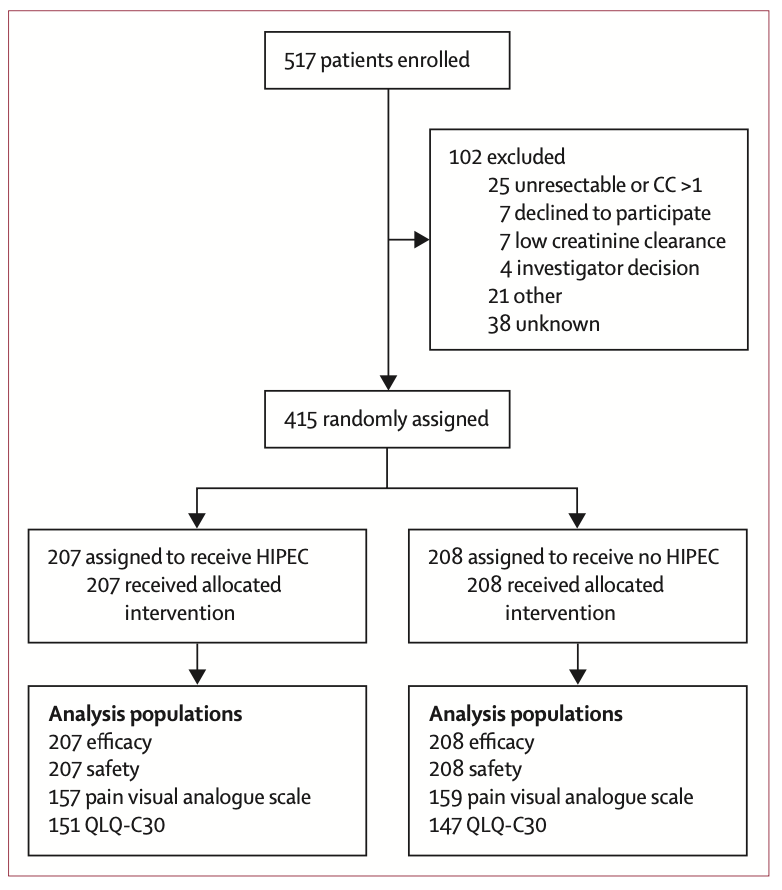 517 patients enrolled
102 excluded
25 unresectable or CC >1
7 declined to participate
7 low creatinine clearance
4 investigator decision
21 other
38 unknown
415 randomly assigned
207 assigned to receive HIPEC
207 received allocated
intervention
208 assigned to receive no HIPEC
208 received allocated
intervention
Analysis populations
207 efficacy
207 safety
157 pain visual analogue scale
151 QLQ-C30
Analysis populations
208 efficacy
208 safety
159 pain visual analogue scale
147 QLQ-C30